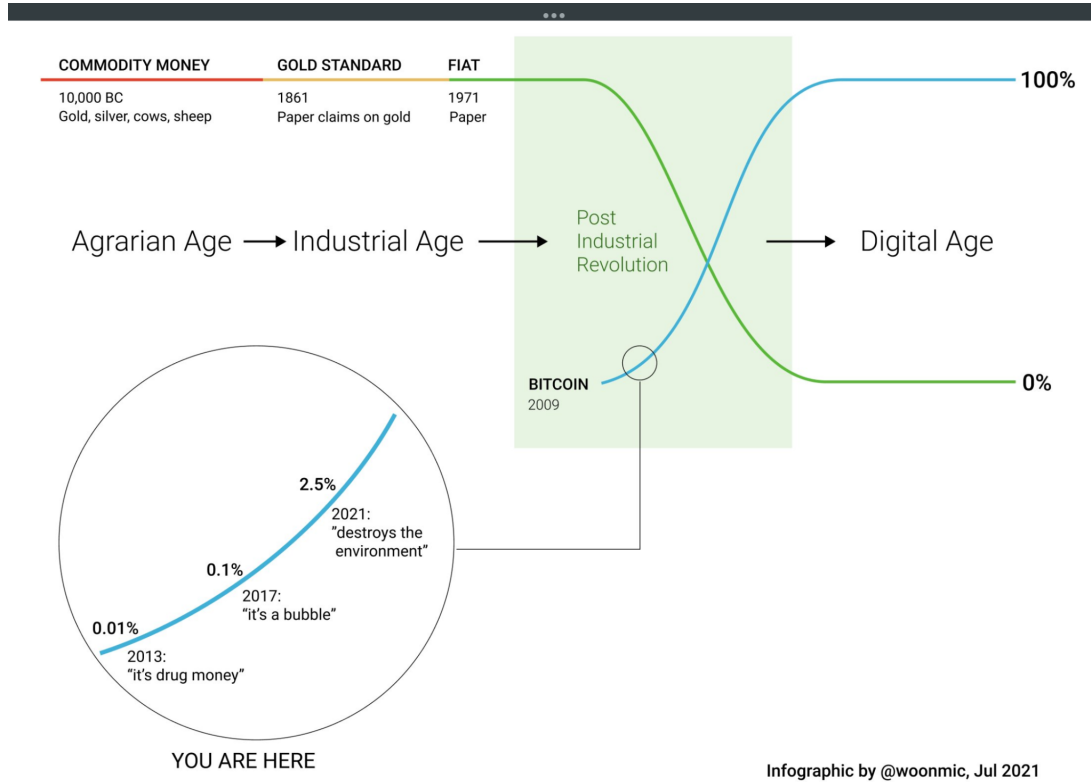 COMMODITY MONEY
GOLD STANDARD
FIAT
10,000 BC
Gold, silver, cows, sheep
1861
Paper claims on gold
1971
Paper
100%
Agrarian Age
Industrial Age
Post
Industrial
Revolution
Digital Age
BITCOIN
2009
0%
2.5%
2021:
"destroys the
environment"
0.1%
2017:
"it's a bubble"
0.01%
2013:
"it's drug money"
YOU ARE HERE
Infographic by @woonmic, Jul 2021